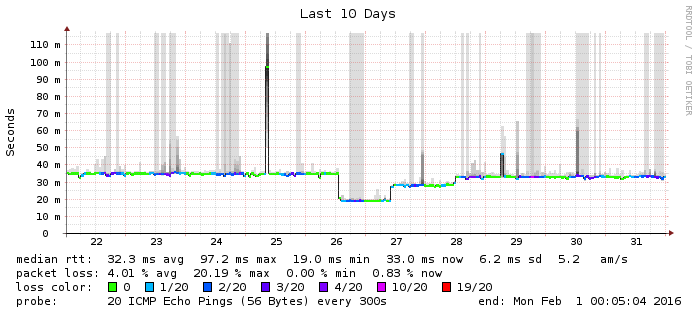 Last 10 Days
RRDTOOL / TOBI OETIKER
Seconds
110 m
100 m
90 m
80 m
70 m
60 m
50 m
40 m
30 m
20 m
10 m
0
22 23 24 25 26 27 28 29 30 31
median rtt: 32.3 ms avg 97.2 ms max 19.0 ms min 33.0 ms now 6.2 ms sd 5.2 am/s
packet loss: 4.01 % avg 20.19 % max 0.00 % min 0.83 % now
loss color: 0 1/20 2/20 3/20 4/20 10/20 19/20
probe: 20 ICMP Echo Pings (56 Bytes) every 300s end: Mon Feb 1 00:05:04 2016